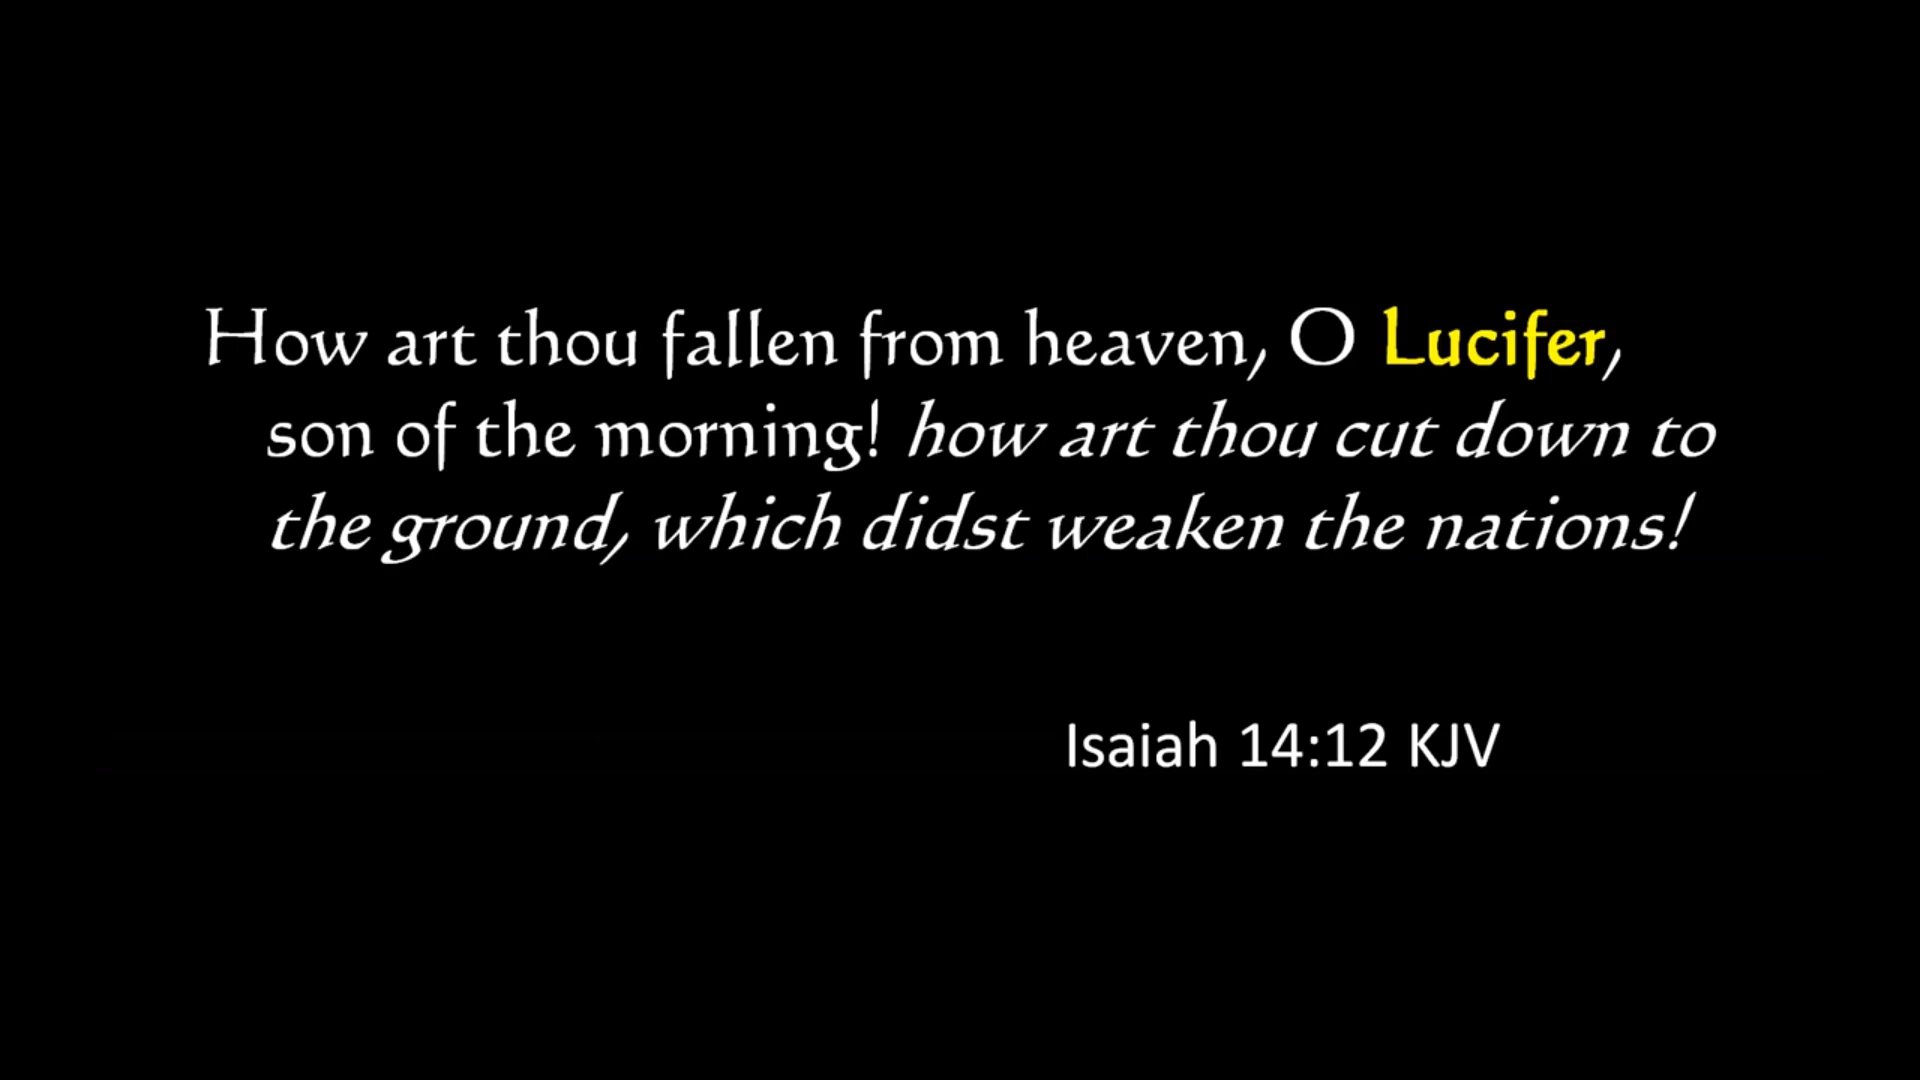 How art thou fallen from heaven, O Lucifer,
son of the morning! how art thou cut down to
the ground, which didst weaken the nations!
Isaiah 14:12 KJV